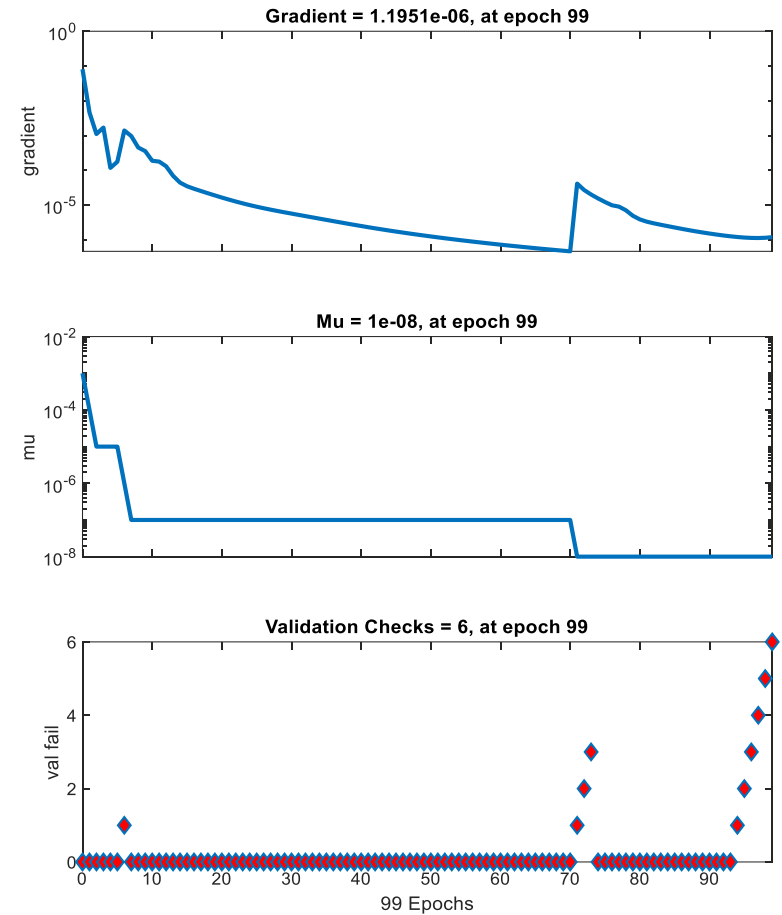 Gradient = 1.1951e-06, at epoch 99
10^0
gradient
10^-5
Mu = 1e-08, at epoch 99
10^-2
10^-4
mu
10^-6
10^-8
Validation Checks = 6, at epoch 99
6
4
val fail
2
0
0 10 20 30 40 50 60 70 80 90
99 Epochs